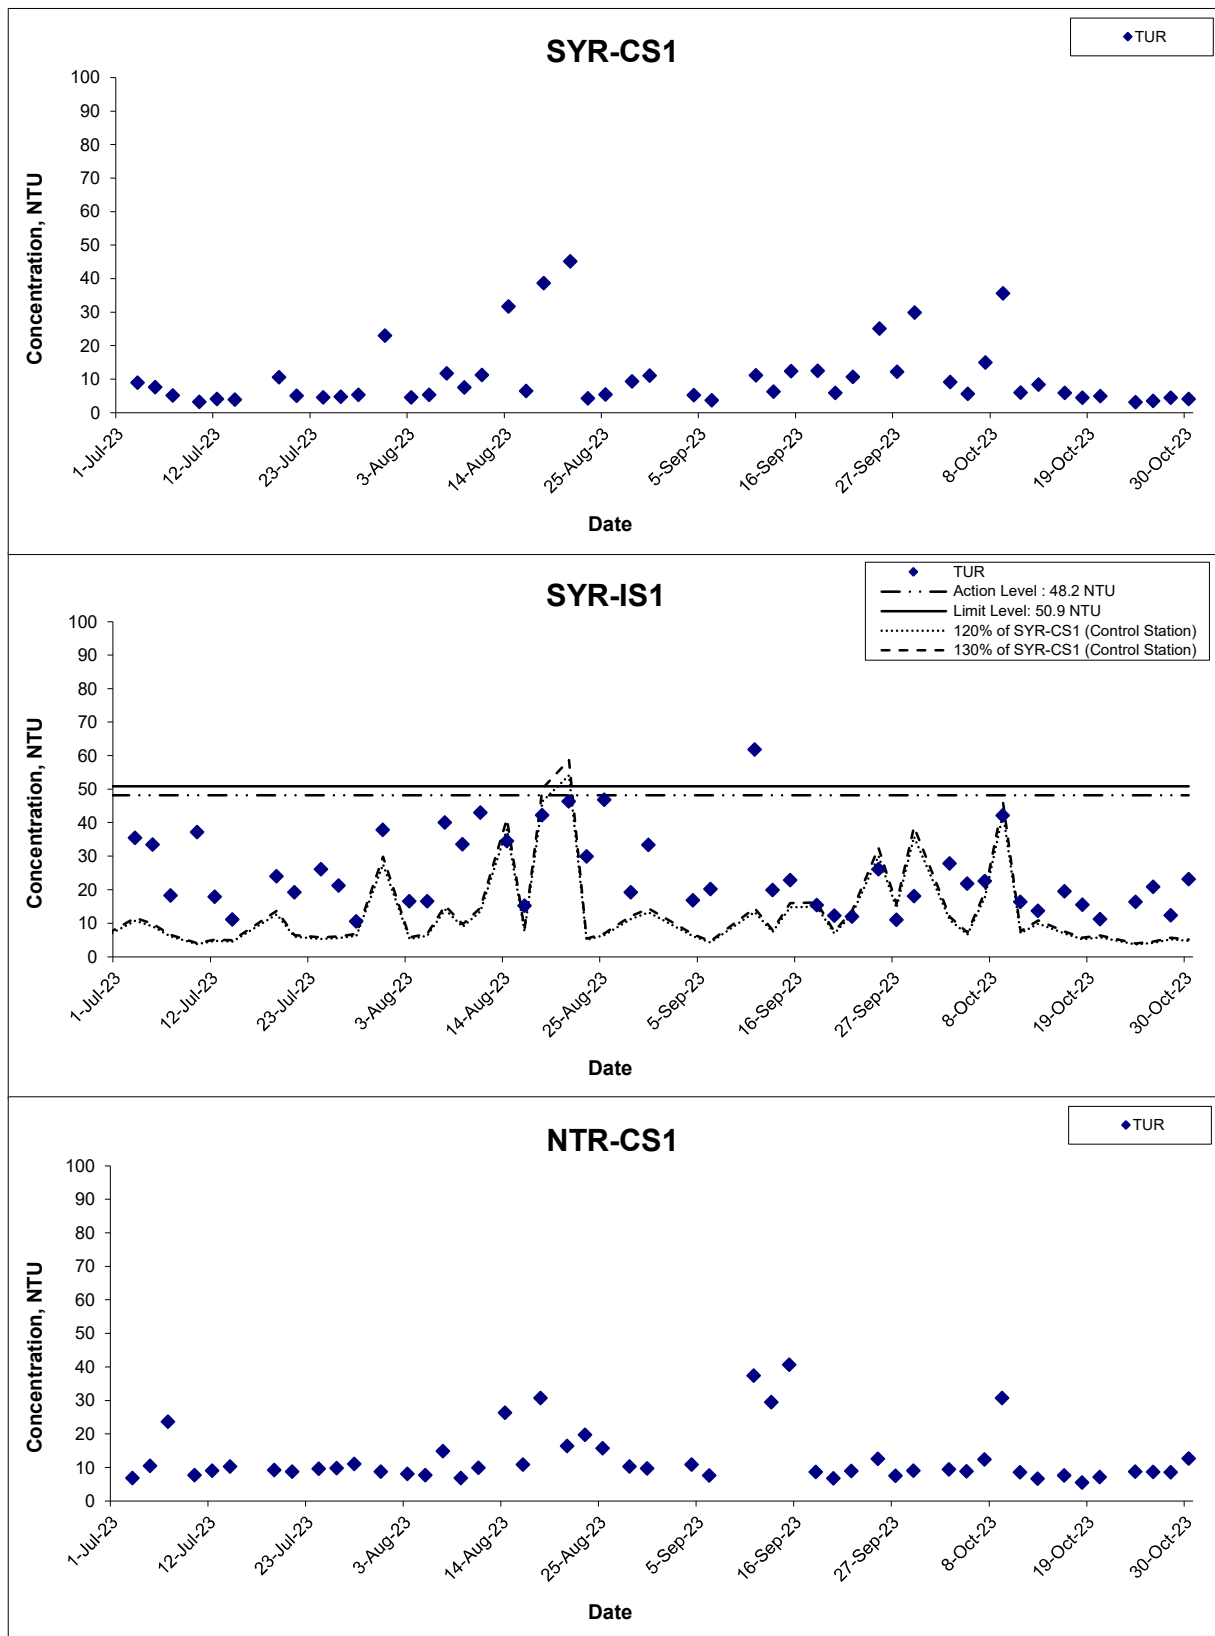 SYR-CS1
TUR
Concentration, NTU
100
90
80
70
60
50
40
30
20
10
0
1-Jul-23
12-Jul-23
23-Jul-23
3-Aug-23
14-Aug-23
25-Aug-23
5-Sep-23
16-Sep-23
27-Sep-23
8-Oct-23
19-Oct-23
30-Oct-23
Date
SYR-IS1
TUR
Action Level : 48.2 NTU
Limit Level: 50.9 NTU
120% of SYR-CS1 (Control Station)
130% of SYR-CS1 (Control Station)
Concentration, NTU
100
90
80
70
60
50
40
30
20
10
0
1-Jul-23
12-Jul-23
23-Jul-23
3-Aug-23
14-Aug-23
25-Aug-23
5-Sep-23
16-Sep-23
27-Sep-23
8-Oct-23
19-Oct-23
30-Oct-23
Date
NTR-CS1
TUR
Concentration, NTU
100
90
80
70
60
50
40
30
20
10
0
1-Jul-23
12-Jul-23
23-Jul-23
3-Aug-23
14-Aug-23
25-Aug-23
5-Sep-23
16-Sep-23
27-Sep-23
8-Oct-23
19-Oct-23
30-Oct-23
Date